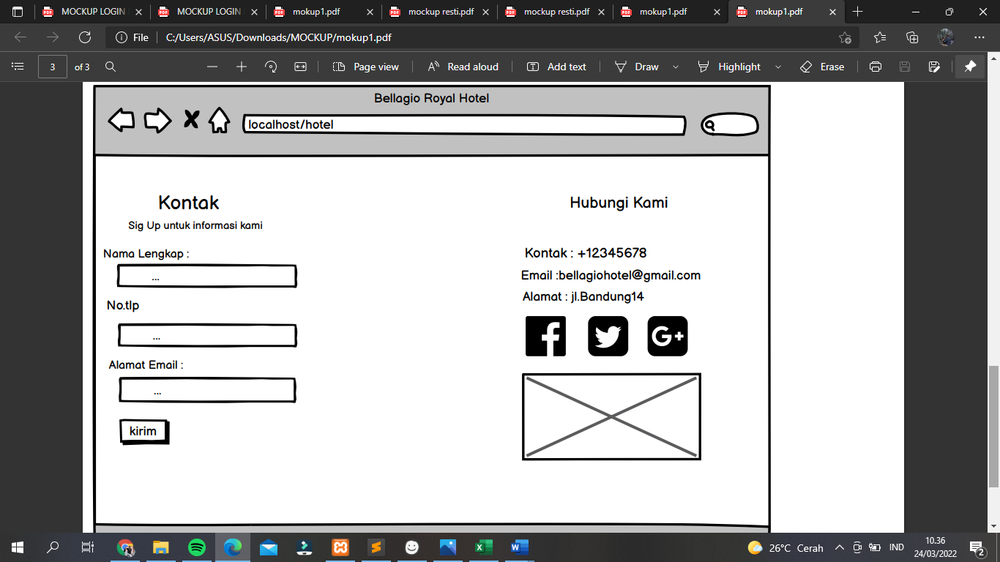 MOCKUP LOGIN
MOCKUP LOGIN
mokup1.pdf
mockup resti.pdf
mockup resti.pdf
mokup1.pdf
mokup1.pdf
File
C:/Users/ASUS/Downloads/MOCKUP/mokup1.pdf
3 of 3
Page view
Read aloud
Add text
Draw
Highlight
Erase
Bellagio Royal Hotel
localhost/hotel
Kontak
Sig Up untuk informasi kami
Nama Lengkap :
...
No.tlp
...
Alamat Email :
...
kirim
Hubungi Kami
Kontak : +12345678
Email :bellagiohotel@gmail.com
Alamat : jl.Bandung14
26°C Cerah
IND
10.36
24/03/2022
2